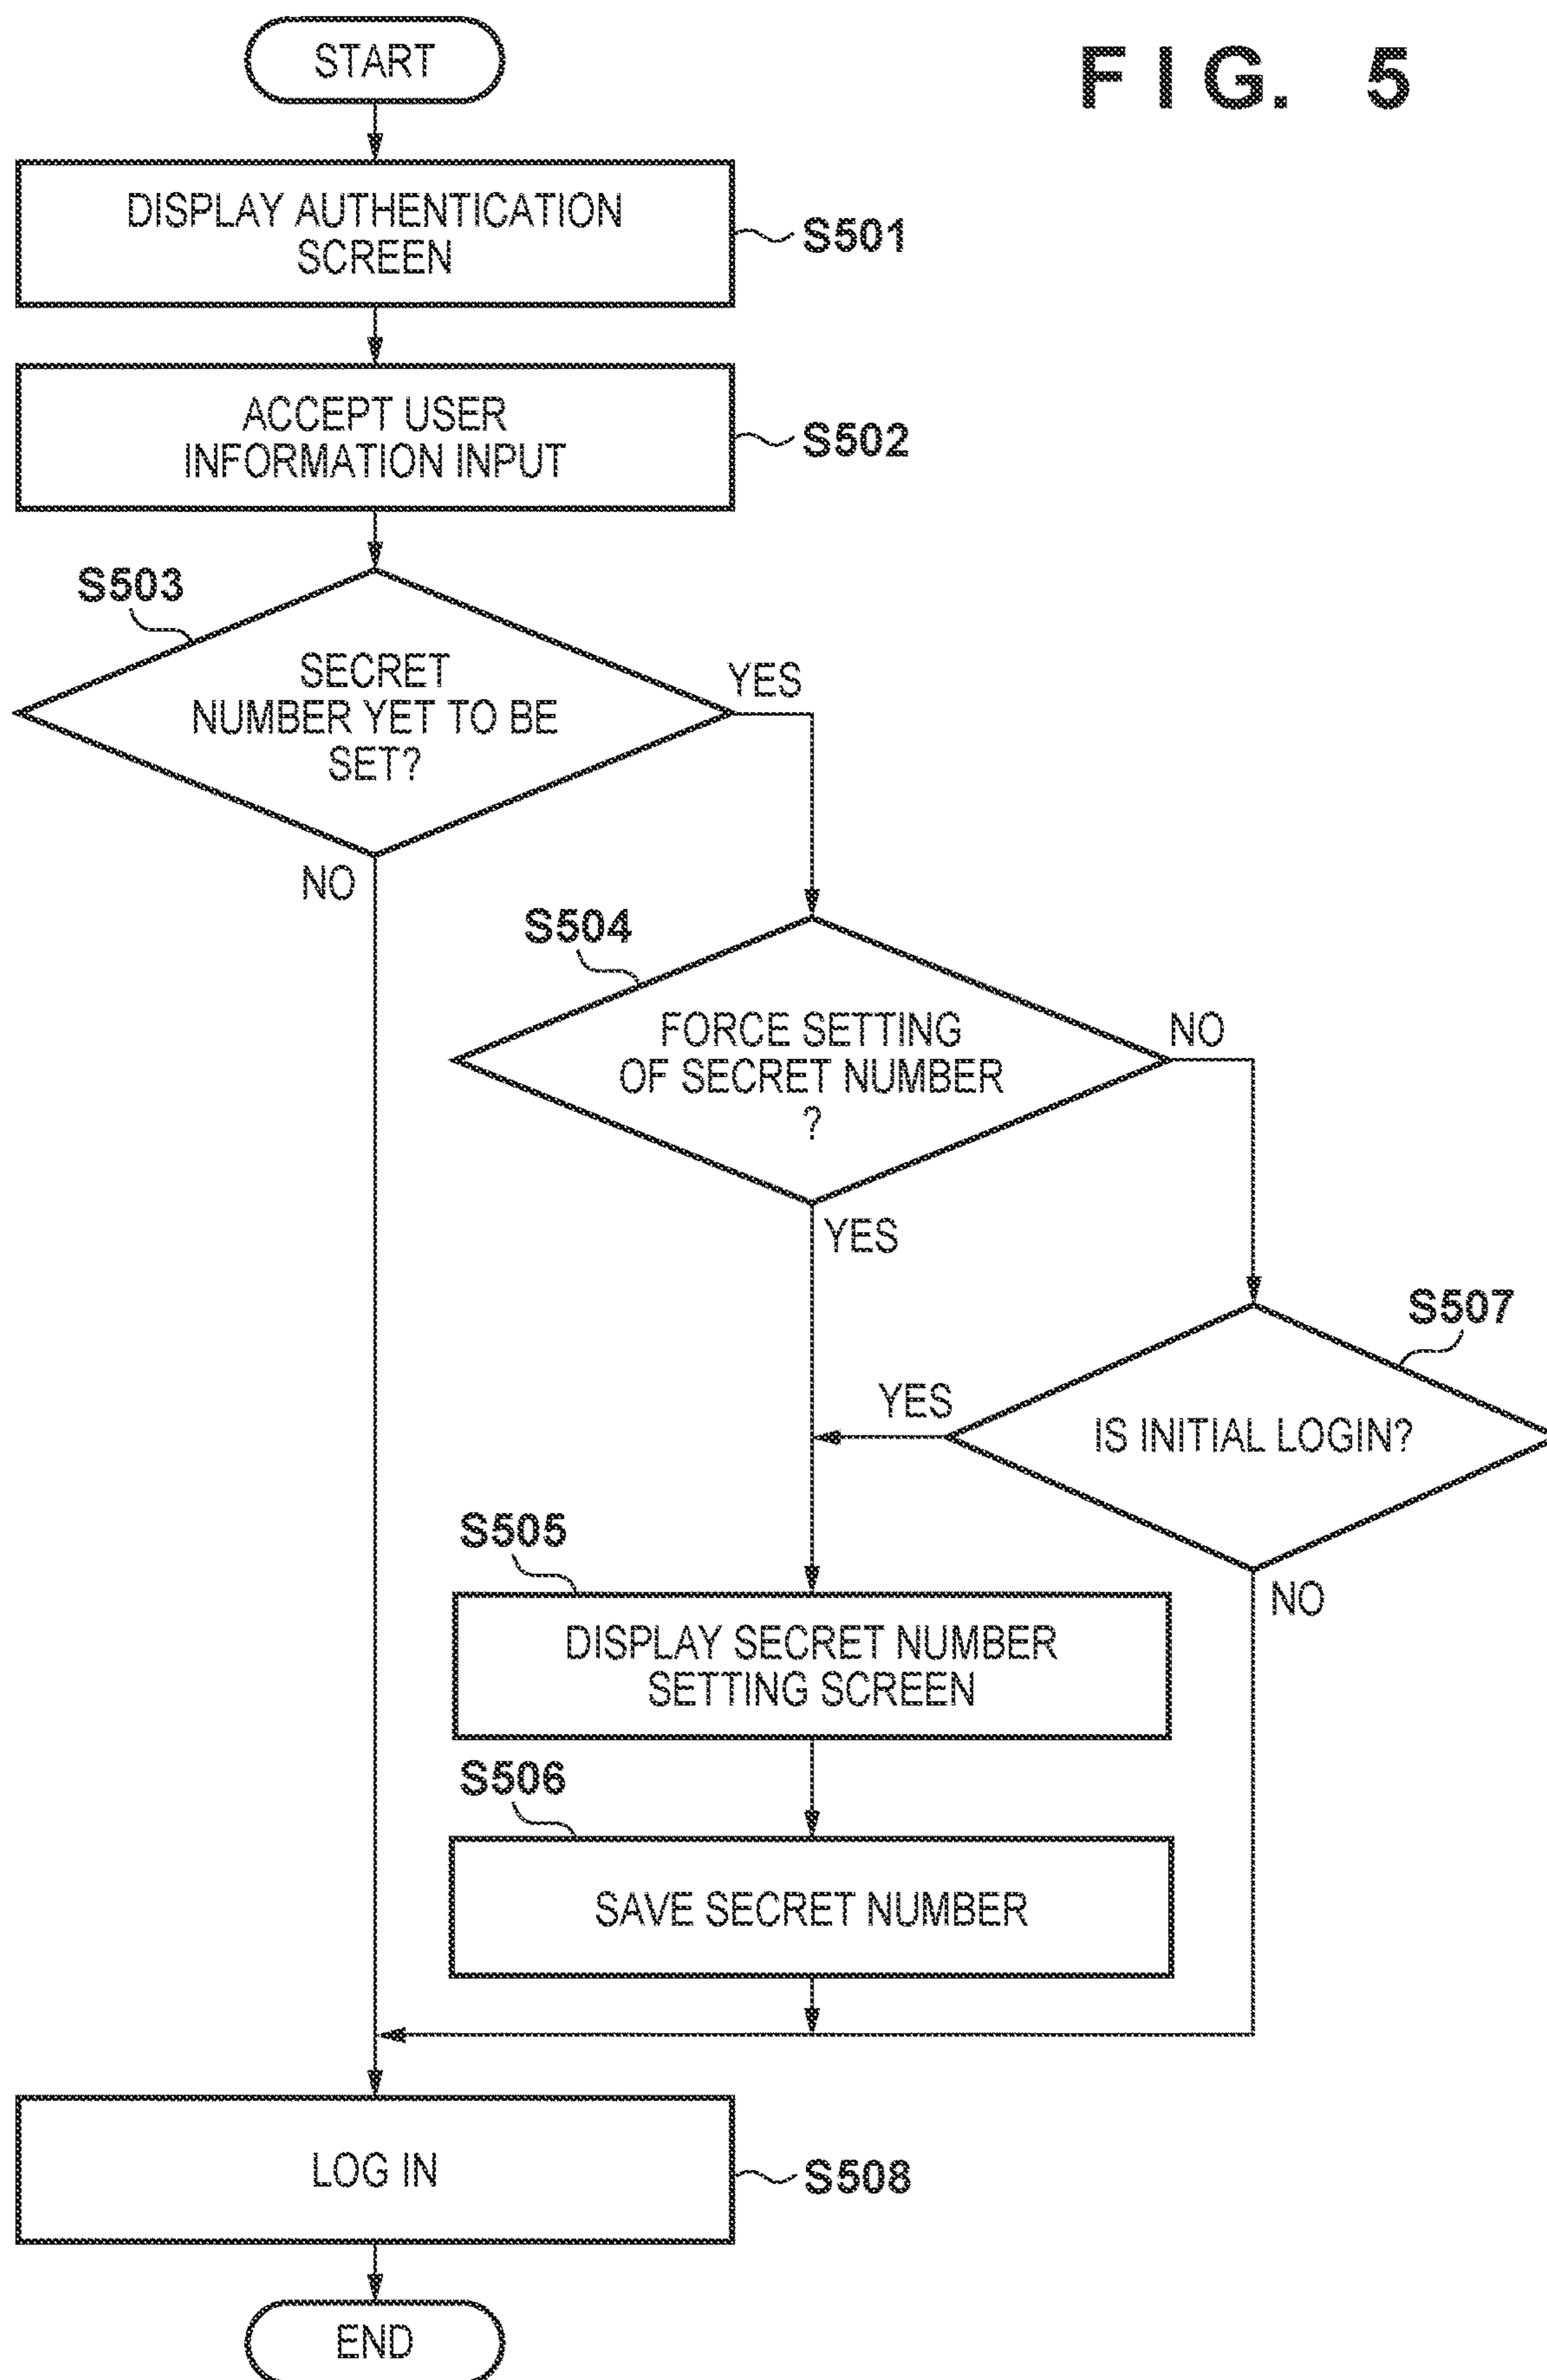 FIG. 5
START
DISPLAY AUTHENTICATION
SCREEN
S501
ACCEPT USER
INFORMATION INPUT
S502
S503
SECRET
NUMBER YET TO BE
SET?
YES
NO
S504
FORCE SETTING
OF SECRET NUMBER
?
NO
YES
S507
IS INITIAL LOGIN?
YES
NO
S505
DISPLAY SECRET NUMBER
SETTING SCREEN
S506
SAVE SECRET NUMBER
LOG IN
S508
END